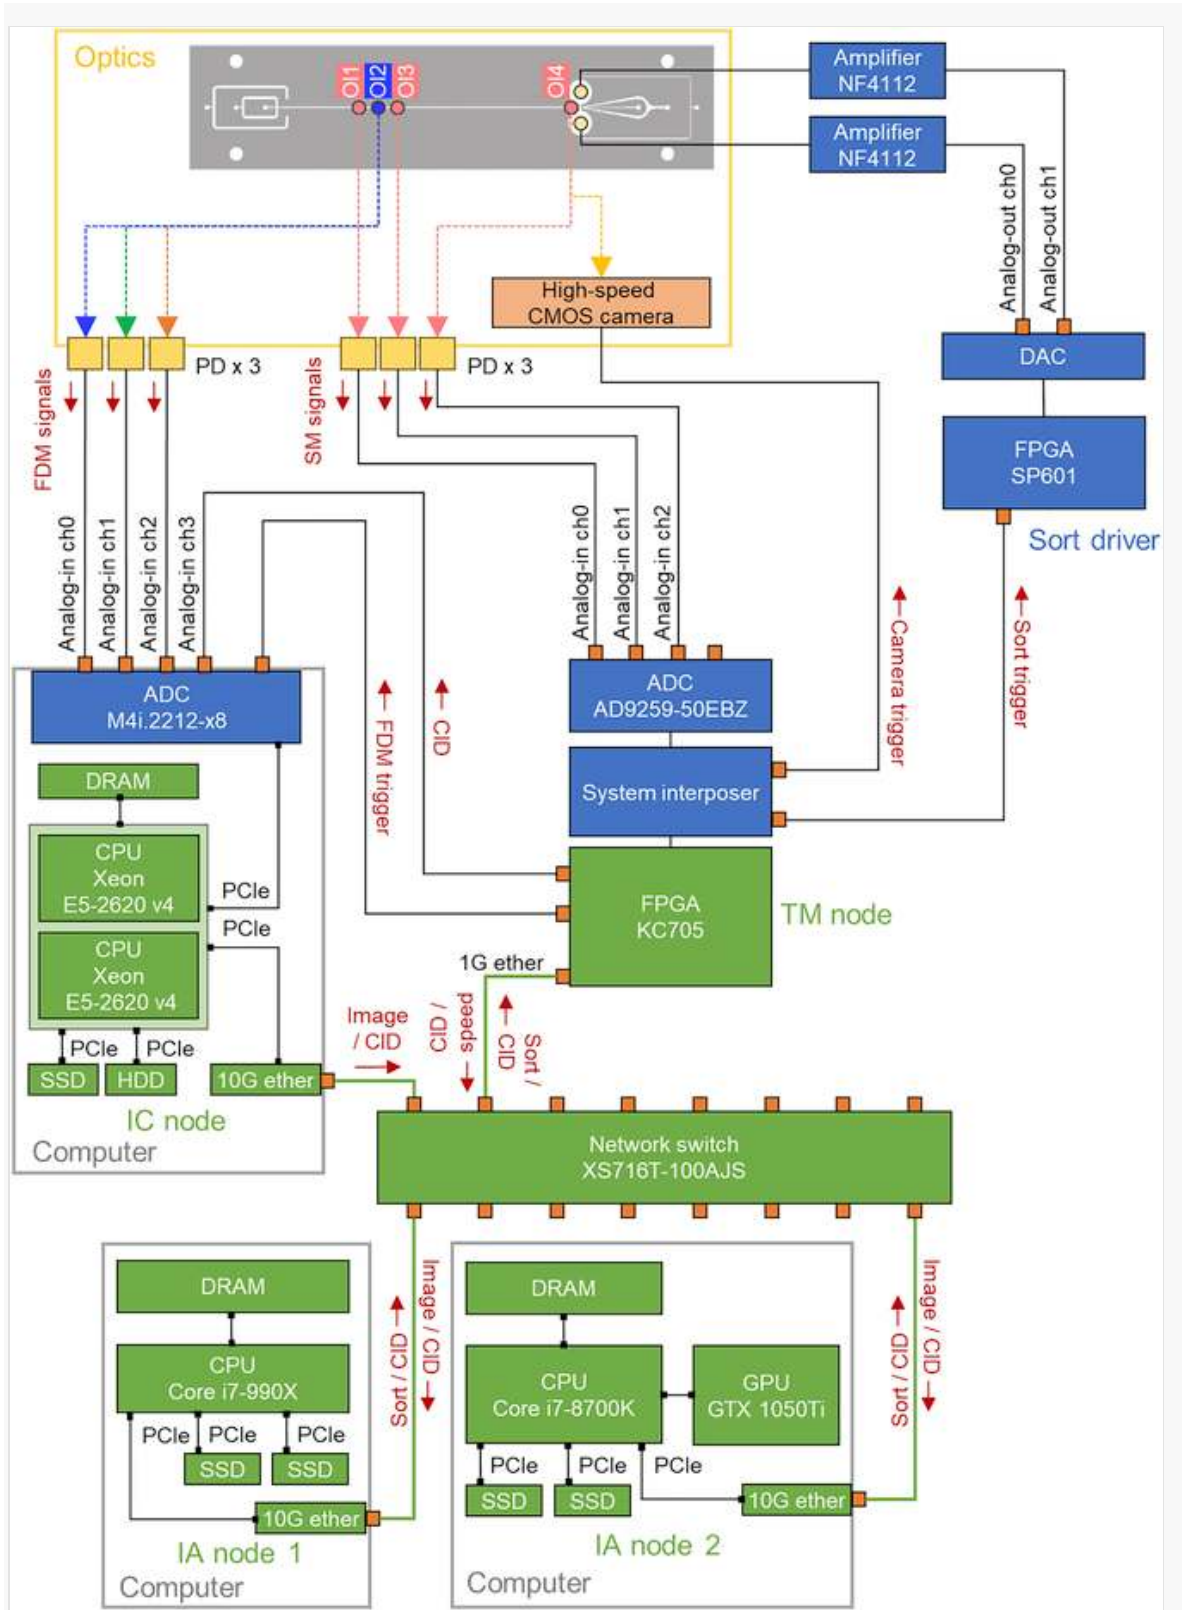 Optics
OI1
OI2
OI3
OI4
Amplifier
NF4112
Amplifier
NF4112
Analog-out ch0
Analog-out ch1
High-speed
CMOS camera
DAC
PD x 3
PD x 3
FDM signals
SM signals
FPGA
SP601
Sort driver
Analog-in ch0
Analog-in ch1
Analog-in ch2
Analog-in ch3
Analog-in ch0
Analog-in ch1
Analog-in ch2
Camera trigger
Sort trigger
ADC
M4i.2212-x8
FDM trigger
CID
ADC
AD9259-50EBZ
System interposer
DRAM
CPU
Xeon
E5-2620 v4
PCIe
PCIe
CPU
Xeon
E5-2620 v4
FPGA
KC705
TM node
1G ether
PCIe
PCIe
SSD
HDD
10G ether
IC node
Computer
Image
/ CID
CID /
speed
Sort /
CID
Network switch
XS716T-100AJS
DRAM
CPU
Core i7-990X
PCIe
PCIe
PCIe
SSD
SSD
10G ether
IA node 1
Computer
Image / CID
Sort / CID
DRAM
CPU
Core i7-8700K
GPU
GTX 1050Ti
PCIe
PCIe
PCIe
SSD
SSD
10G ether
IA node 2
Computer
Image / CID
Sort / CID